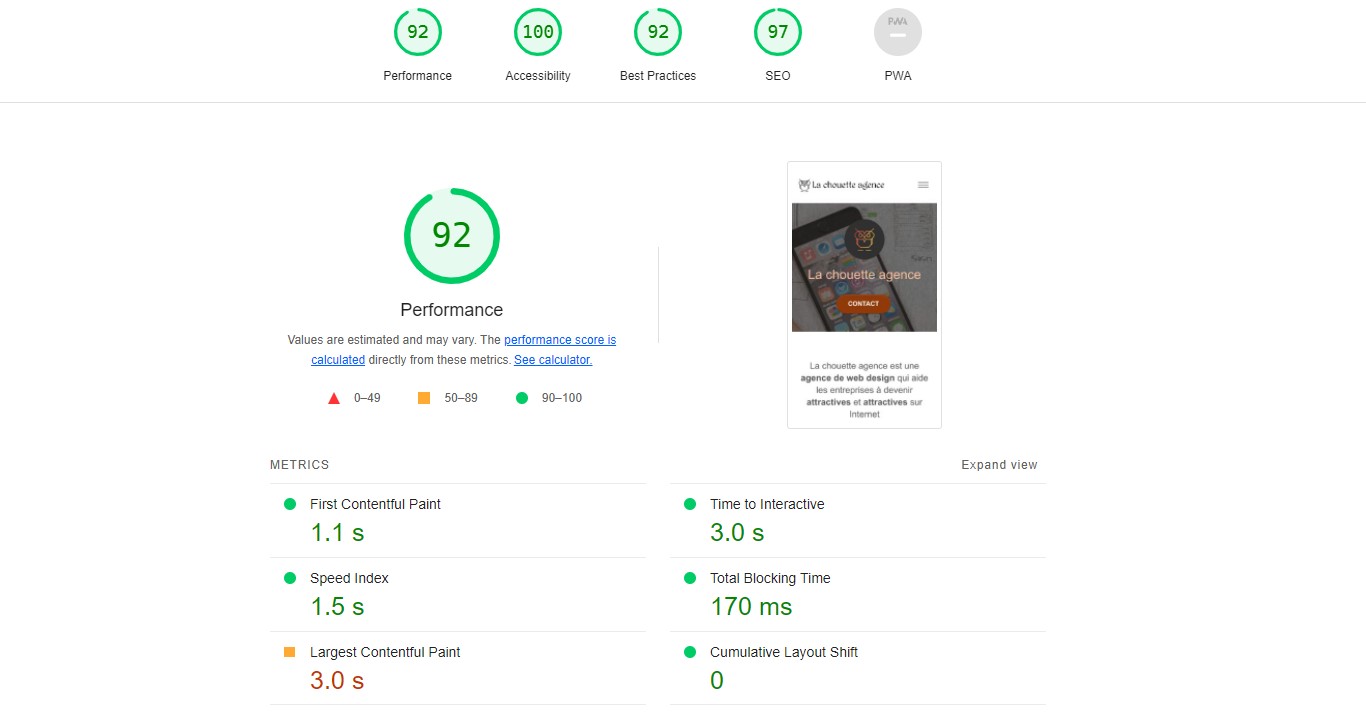 92
100
92
97
PWA
Performance
Accessibility
Best Practices
SEO
PWA
92
Performance
Values are estimated and may vary. The performance score is
calculated directly from these metrics. See calculator.
0–49
50–89
90–100
La chouette agence
La chouette agence
CONTACT
La chouette agence est une
agence de web design qui aide
les entreprises à devenir
attractives et attractives sur
Internet
METRICS
Expand view
First Contentful Paint
1.1 s
Time to Interactive
3.0 s
Speed Index
1.5 s
Total Blocking Time
170 ms
Largest Contentful Paint
3.0 s
Cumulative Layout Shift
0